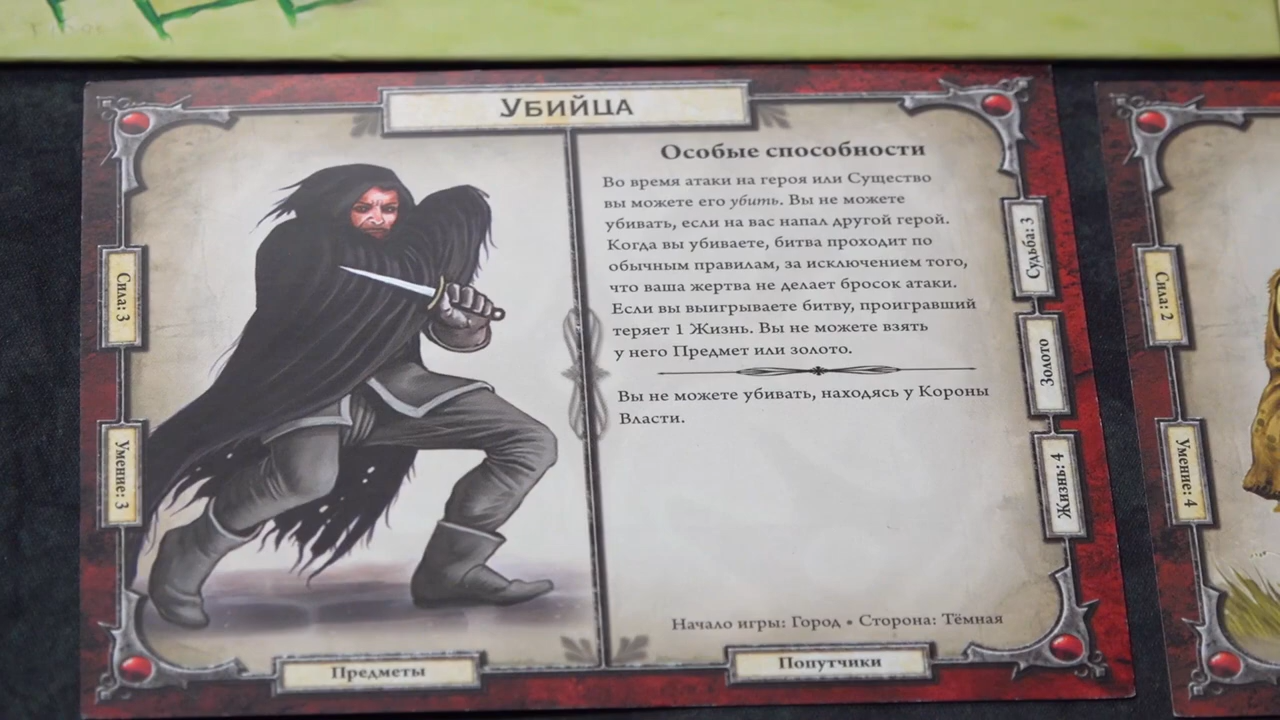 Убийца
Особые способности
Во время атаки на героя или Существо
вы можете его убить. Вы не можете
убивать, если на вас напал другой герой.
Когда вы убиваете, битва проходит по
обычным правилам, за исключением того,
что ваша жертва не делает бросок атаки.
Если вы выигрываете битву, проигравший
теряет 1 Жизнь. Вы не можете взять
у него Предмет или золото.
Вы не можете убивать, находясь у Короны
Власти.
Начало игры: Город • Сторона: Тёмная
Сила: 3
Умение: 3
Судьба: 3
Золото
Жизнь: 4
Предметы
Попутчики
Сила: 2
Умение: 4